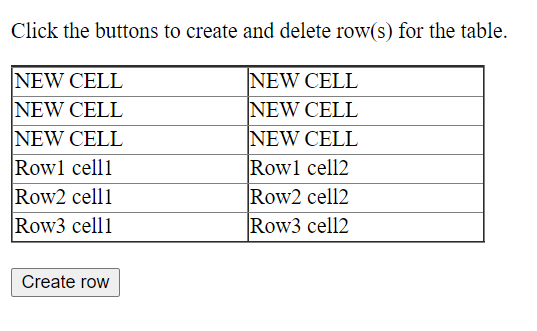 Click the buttons to create and delete row(s) for the table.
NEW CELL NEW CELL
NEW CELL NEW CELL
NEW CELL NEW CELL
Row1 cell1 Row1 cell2
Row2 cell1 Row2 cell2
Row3 cell1 Row3 cell2
Create row